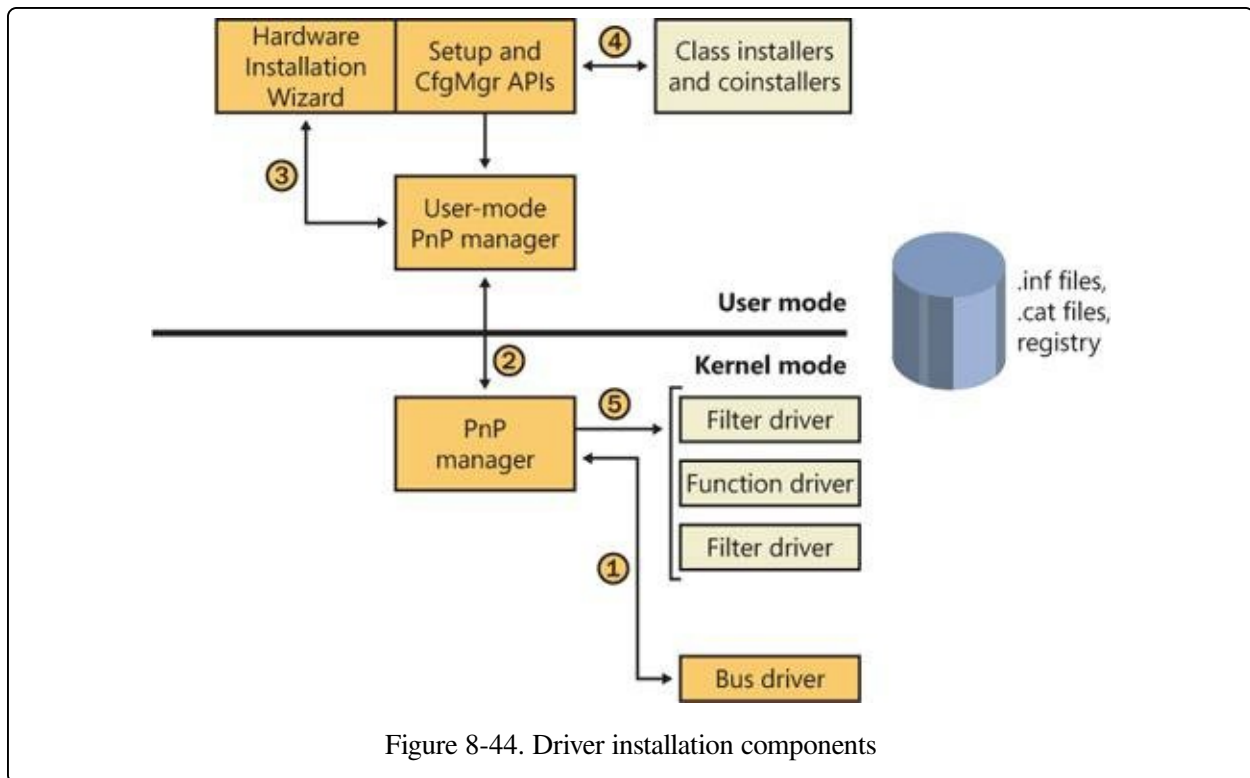 Hardware
Installation
Wizard
Setup and
CfgMgr APIs
④
Class installers
and coinstallers
③
User-mode
PnP manager
.inf files,
.cat files,
registry
User mode
②
Kernel mode
PnP
manager
⑤
Filter driver
Function driver
Filter driver
①
Bus driver
Figure 8-44. Driver installation components